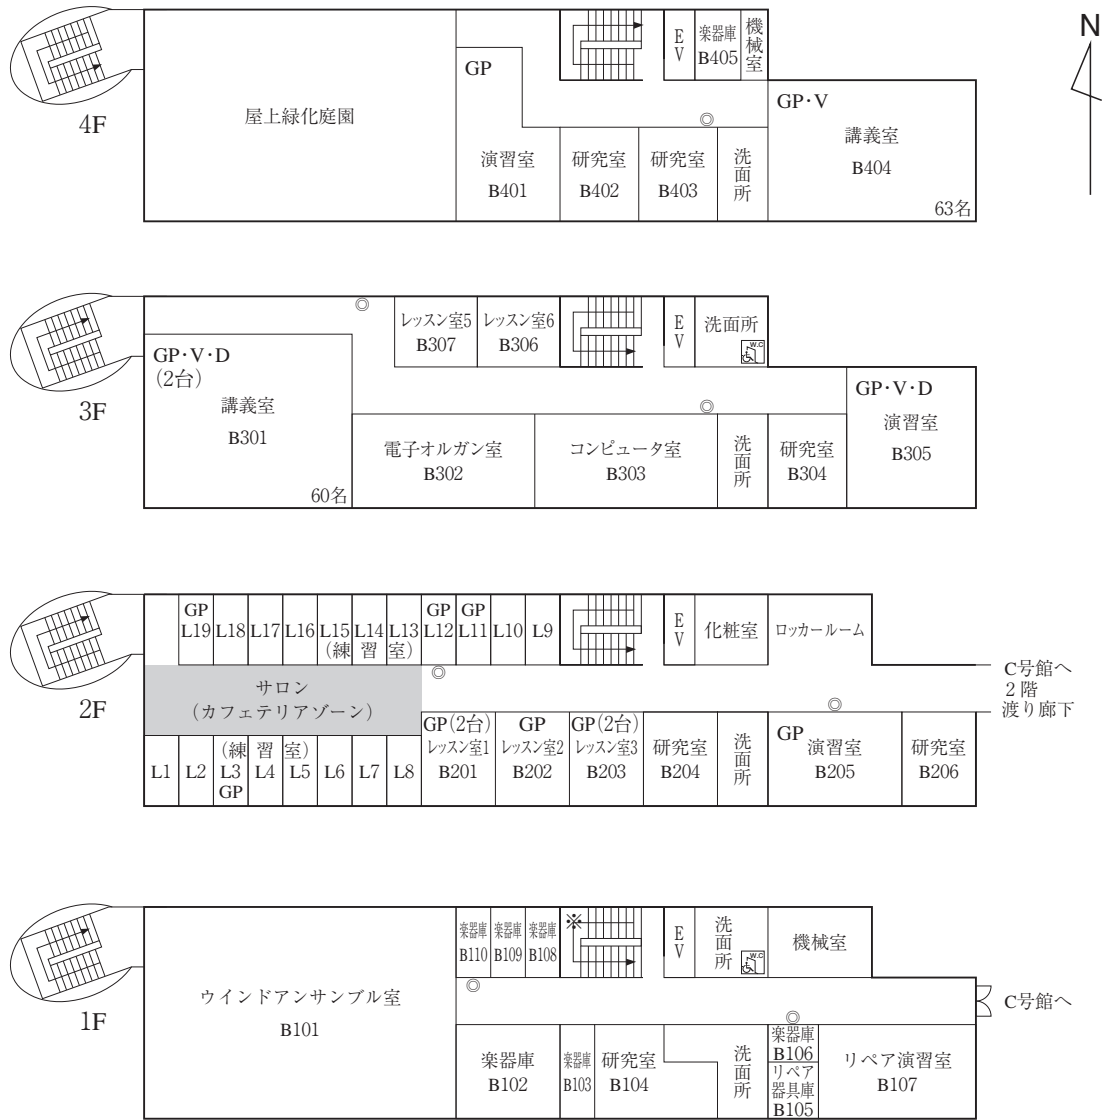 N
4F
屋上緑化庭園
GP
演習室
B401
研究室
B402
研究室
B403
洗面所
EV
楽器庫
B405
機械室
GP・V
講義室
B404
63名
◎
3F
GP・V・D
(2台)
講義室
B301
60名
◎
レッスン室5
B307
レッスン室6
B306
EV
洗面所
W.C
電子オルガン室
B302
コンピュータ室
B303
◎
洗面所
研究室
B304
GP・V・D
演習室
B305
2F
GP
L19
L18
L17
L16
L15
L14
L13
(練習室)
GP
L12
GP
L11
L10
L9
EV
化粧室
ロッカールーム
サロン
(カフェテリアゾーン)
◎
◎
C号館へ
2階
渡り廊下
L1
L2
(練習室)
L3
GP
L4
L5
L6
L7
L8
GP(2台)
レッスン室1
B201
GP
レッスン室2
B202
GP(2台)
レッスン室3
B203
研究室
B204
洗面所
GP
演習室
B205
研究室
B206
1F
ウインドアンサンブル室
B101
楽器庫
B110
楽器庫
B109
楽器庫
B108
※
EV
洗面所
W.C
機械室
◎
◎
C号館へ
楽器庫
B102
楽器庫
B103
研究室
B104
洗面所
楽器庫
B106
リペア
器具庫
B105
リペア演習室
B107